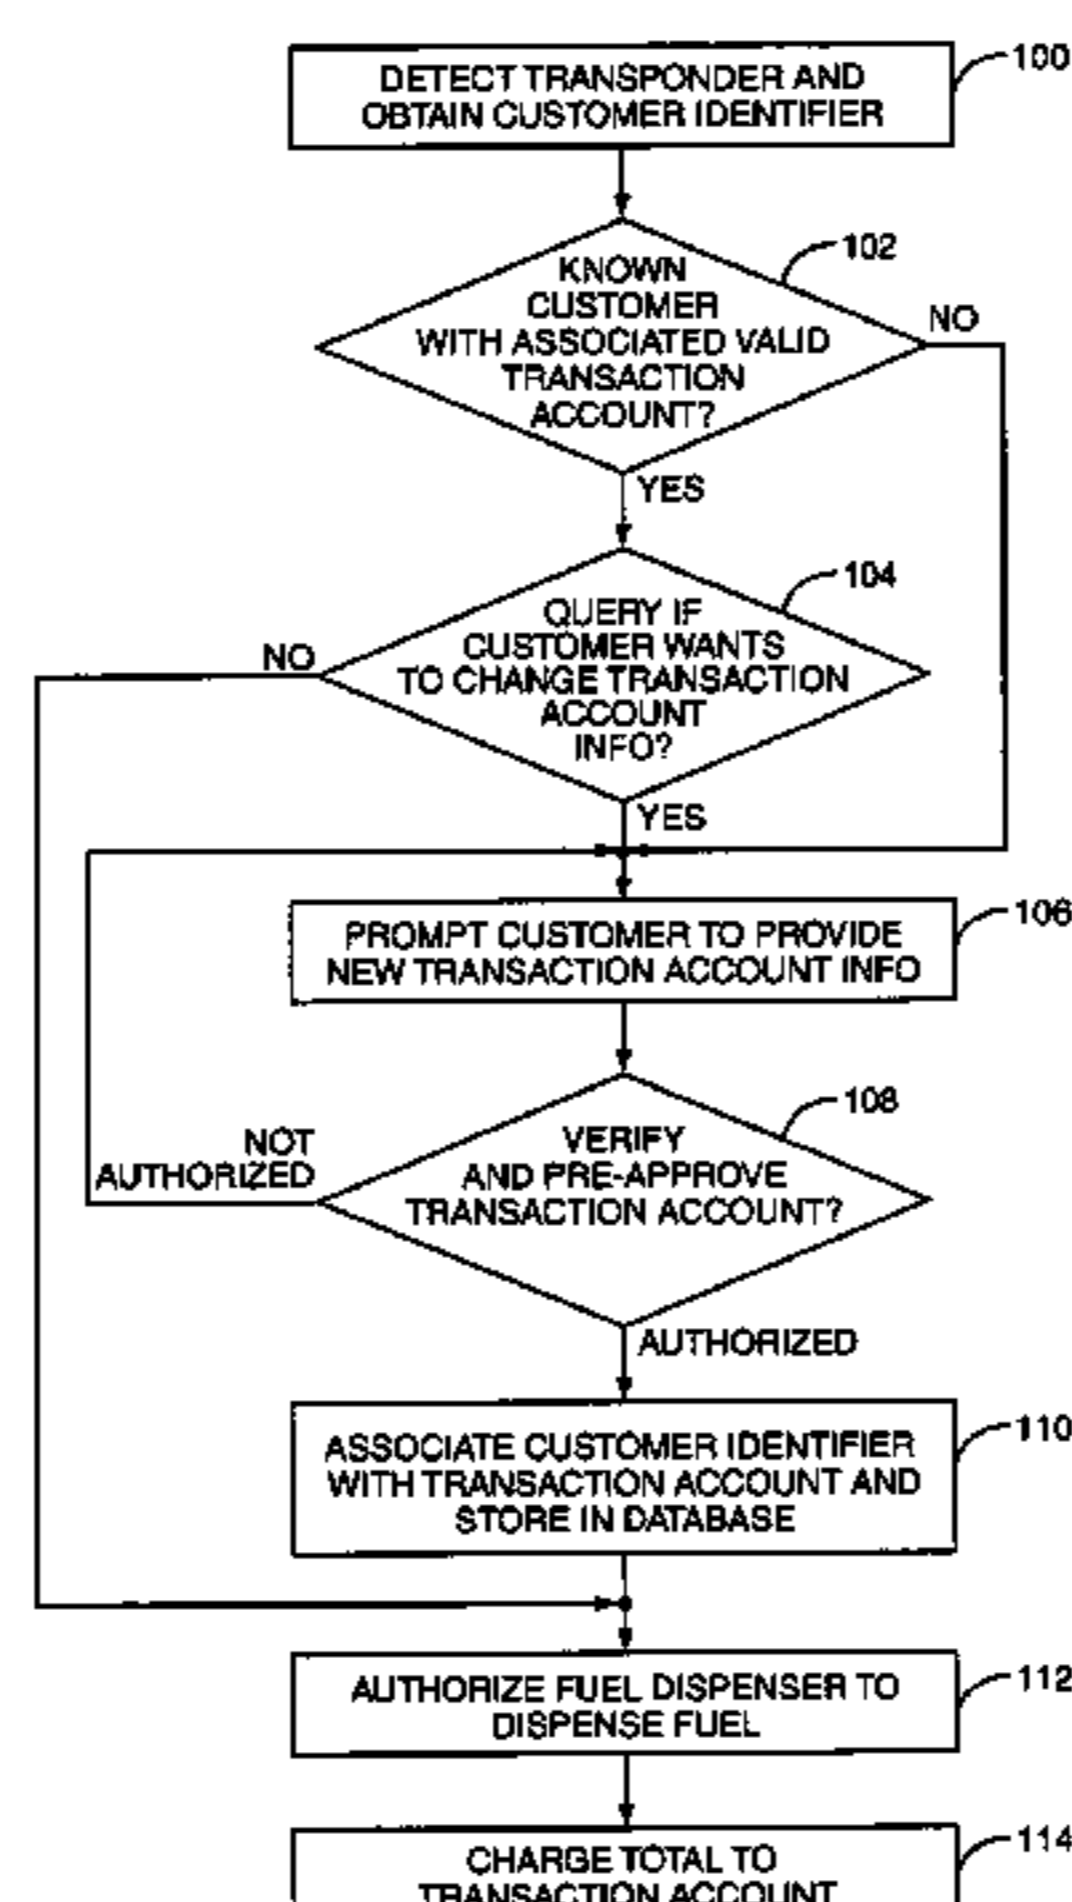 DETECT TRANSPONDER AND
OBTAIN CUSTOMER IDENTIFIER
100
KNOWN
CUSTOMER
WITH ASSOCIATED VALID
TRANSACTION
ACCOUNT?
102
NO
YES
QUERY IF
CUSTOMER WANTS
TO CHANGE TRANSACTION
ACCOUNT
INFO?
104
NO
YES
PROMPT CUSTOMER TO PROVIDE
NEW TRANSACTION ACCOUNT INFO
106
VERIFY
AND PRE-APPROVE
TRANSACTION ACCOUNT?
108
NOT
AUTHORIZED
AUTHORIZED
ASSOCIATE CUSTOMER IDENTIFIER
WITH TRANSACTION ACCOUNT AND
STORE IN DATABASE
110
AUTHORIZE FUEL DISPENSER TO
DISPENSE FUEL
112
CHARGE TOTAL TO
TRANSACTION ACCOUNT
114